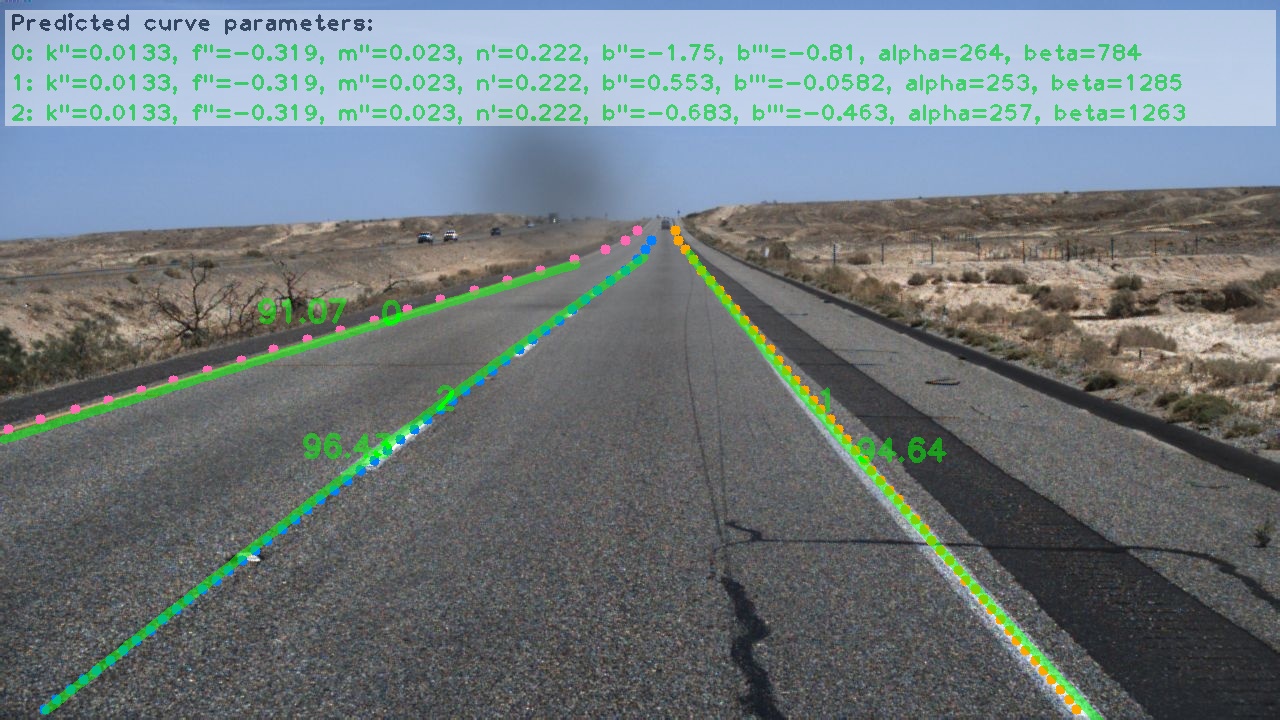 Predicted curve parameters:
0: k''=0.0133, f''=-0.319, m''=0.023, n'=0.222, b''=-1.75, b'''=-0.81, alpha=264, beta=784
1: k''=0.0133, f''=-0.319, m''=0.023, n'=0.222, b''=0.553, b'''=-0.0582, alpha=253, beta=1285
2: k''=0.0133, f''=-0.319, m''=0.023, n'=0.222, b''=-0.683, b'''=-0.463, alpha=257, beta=1263
91.07 0
2
1
94.64